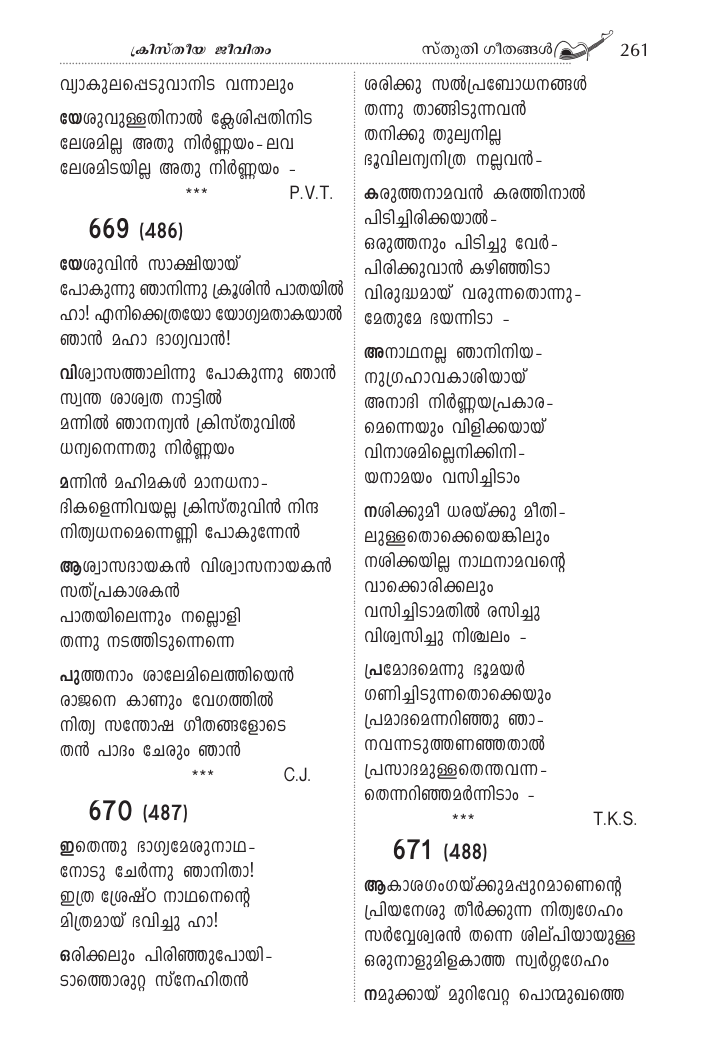 ക്രിസ്തീയ ജീവിതം
സ്തുതി ഗീതങ്ങൾ 261
വ്യാകുലപ്പെടുവാനിട വന്നാലും
യേശുവുള്ളതിനാൽ ക്ലേശിപ്പതിനിട
ലേശമില്ല അതു നിർണ്ണയം-ലവ
ലേശമിടയില്ല അതു നിർണ്ണയം -
*** P.V.T.
669 (486)
യേശുവിൻ സാക്ഷിയായ്
പോകുന്നു ഞാനിന്നു ക്രൂശിൻ പാതയിൽ
ഹാ! എനിക്കെത്രയോ യോഗ്യമതാകയാൽ
ഞാൻ മഹാ ഭാഗ്യവാൻ!
വിശ്വാസത്താലിന്നു പോകുന്നു ഞാൻ
സ്വന്ത ശാശ്വത നാട്ടിൽ
മന്നിൽ ഞാനന്യൻ ക്രിസ്തുവിൽ
ധന്യനെന്നതു നിർണ്ണയം
മന്നിൻ മഹിമകൾ മാനധനാ-
ദികളെന്നിവയല്ല ക്രിസ്തുവിൻ നിന്ദ
നിത്യധനമെന്നെണ്ണി പോകുന്നേൻ
ആശ്വാസദായകൻ വിശ്വാസനായകൻ
സത്പ്രകാശകൻ
പാതയിലെന്നും നല്ലൊളി
തന്നു നടത്തിടുന്നെന്നെ
പുത്തനാം ശാലേമിലെത്തിയെൻ
രാജനെ കാണും വേഗത്തിൽ
നിത്യ സന്തോഷ ഗീതങ്ങളോടെ
തൻ പാദം ചേരും ഞാൻ
*** C.J.
670 (487)
ഇതെന്തു ഭാഗ്യമേശുനാഥ-
നോടു ചേർന്നു ഞാനിതാ!
ഇത്ര ശ്രേഷ്ഠ നാഥനെന്റെ
മിത്രമായ് ഭവിച്ചു ഹാ!
ഒരിക്കലും പിരിഞ്ഞുപോയി-
ടാത്തൊരുറ്റ സ്നേഹിതൻ
ശരിക്കു സൽപ്രബോധനങ്ങൾ
തന്നു താങ്ങിടുന്നവൻ
തനിക്കു തുല്യനില്ല
ഭൂവിലന്യനിത്ര നല്ലവൻ-
കരുത്തനാമവൻ കരത്തിനാൽ
പിടിച്ചിരിക്കയാൽ-
ഒരുത്തനും പിടിച്ചു വേർ-
പിരിക്കുവാൻ കഴിഞ്ഞിടാ
വിരുദ്ധമായ് വരുന്നതൊന്നു-
മേതുമേ ഭയന്നിടാ -
അനാഥനല്ല ഞാനിനിയ-
നുഗ്രഹാവകാശിയായ്
അനാദി നിർണ്ണയപ്രകാര-
മെന്നെയും വിളിക്കയായ്
വിനാശമില്ലെനിക്കിനി-
യനാമയം വസിച്ചിടാം
നശിക്കുമീ ധരയ്ക്കു മീതി-
ലുള്ളതൊക്കെയെങ്കിലും
നശിക്കയില്ല നാഥനാമവന്റെ
വാക്കൊരിക്കലും
വസിച്ചിടാമതിൽ രസിച്ചു
വിശ്വസിച്ചു നിശ്ചലം -
പ്രമോദമെന്നു ഭൂമയർ
ഗണിച്ചിടുന്നതൊക്കെയും
പ്രമാദമെന്നറിഞ്ഞു ഞാ-
നവന്നടുത്തണഞ്ഞതാൽ
പ്രസാദമുള്ളതെന്തവന്ന-
തെന്നറിഞ്ഞമർന്നിടാം -
*** T.K.S.
671 (488)
ആകാശഗംഗയ്ക്കുമപ്പുറമാണെന്റെ
പ്രിയനേശു തീർക്കുന്ന നിത്യഗേഹം
സർവ്വേശ്വരൻ തന്നെ ശില്പിയായുള്ള
ഒരുനാളുമിളകാത്ത സ്വർഗ്ഗഗേഹം
നമുക്കായ് മുറിവേറ്റ പൊന്മുഖത്തെ